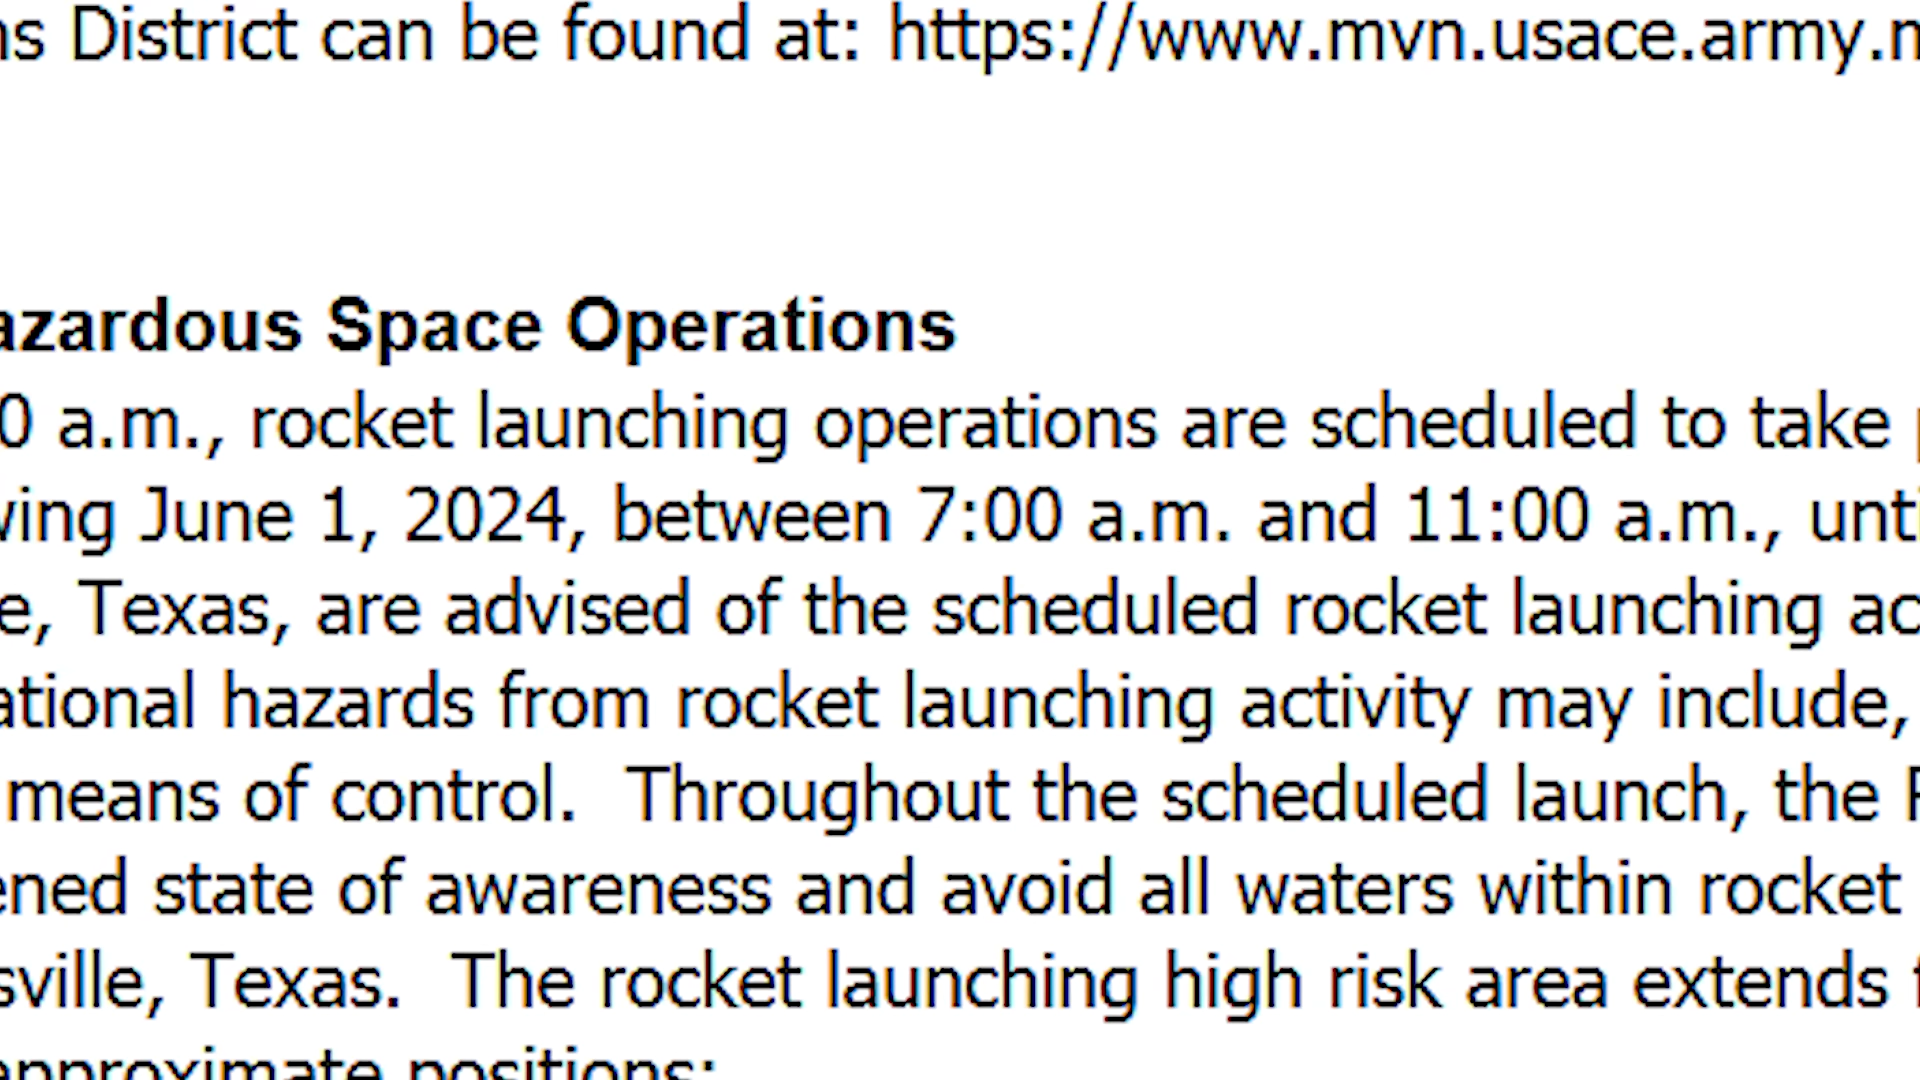 ns District can be found at: https://www.mvn.usace.army.m
azardous Space Operations
0 a.m., rocket launching operations are scheduled to take p
wing June 1, 2024, between 7:00 a.m. and 11:00 a.m., unti
e, Texas, are advised of the scheduled rocket launching ac
ational hazards from rocket launching activity may include,
means of control.  Throughout the scheduled launch, the
ened state of awareness and avoid all waters within rocket
sville, Texas.  The rocket launching high risk area extends f
approximate positions: